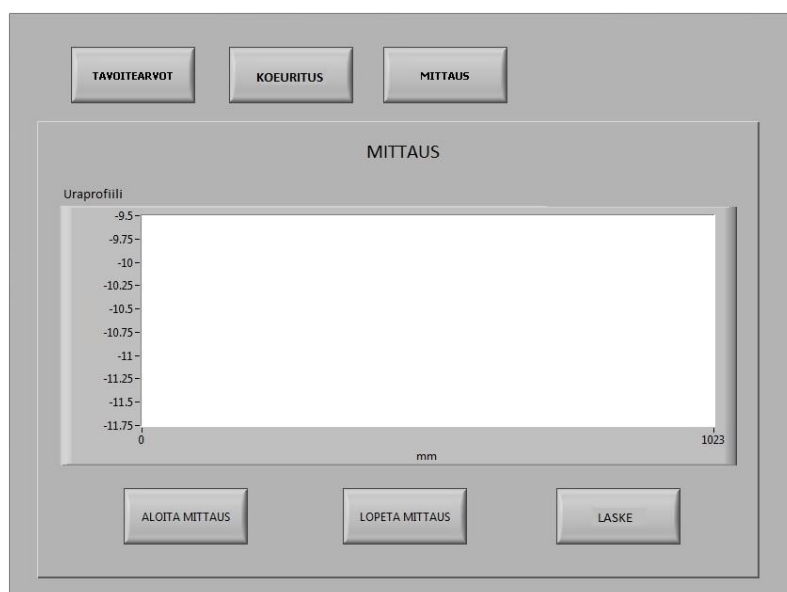 TAVOITEARVOT KOEURITUS MITTAUS
MITTAUS
Uraprofiili
-9.5
-9.75
-10
-10.25
-10.5
-10.75
-11
-11.25
-11.5
-11.75
0 1023
mm
ALOITA MITTAUS LOPETA MITTAUS LASKE